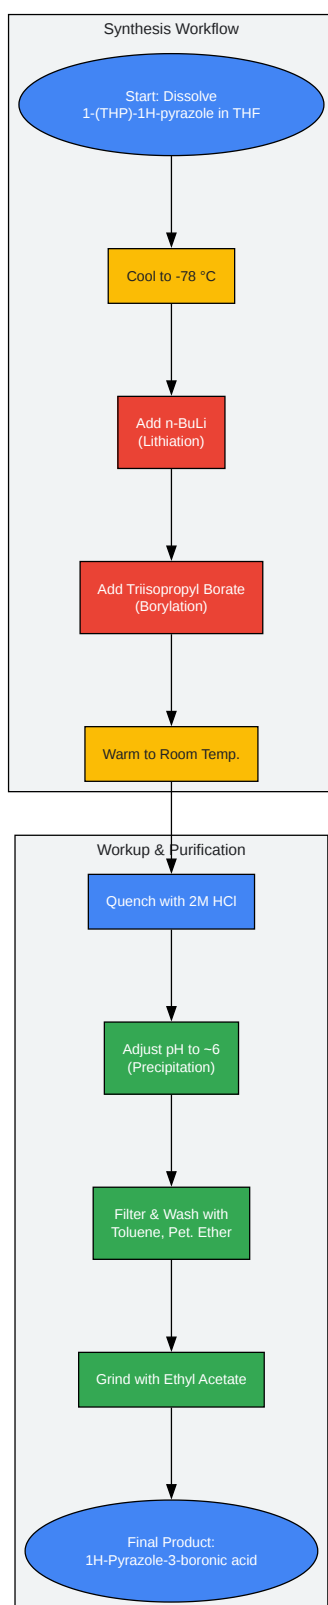 Synthesis Workflow
Start: Dissolve
1-(THP)-1H-pyrazole in THF
Cool to -78 °C
Add n-BuLi
(Lithiation)
Add Triisopropyl Borate
(Borylation)
Warm to Room Temp.
Workup & Purification
Quench with 2M HCl
Adjust pH to ~6
(Precipitation)
Filter & Wash with
Toluene, Pet. Ether
Grind with Ethyl Acetate
Final Product:
1H-Pyrazole-3-boronic acid